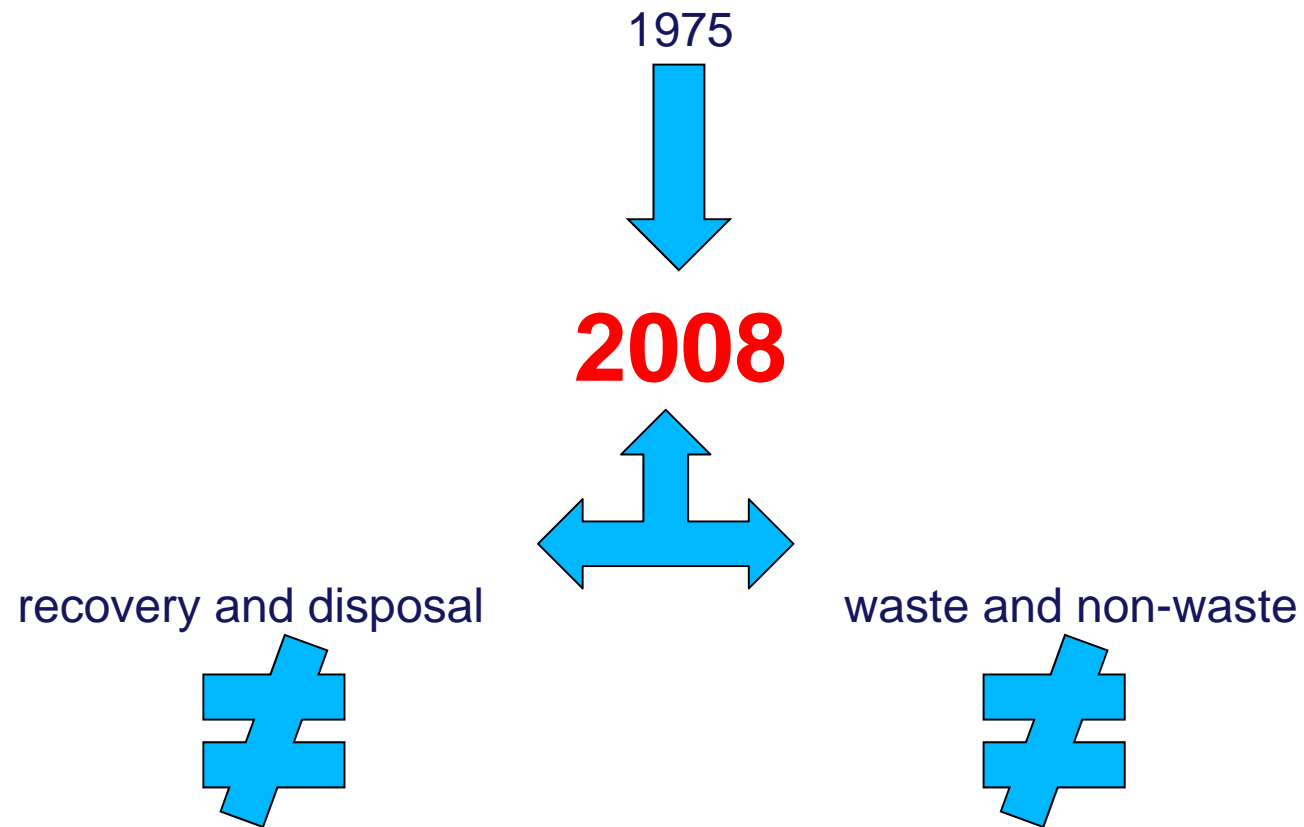 1975
2008
recovery and disposal
waste and non-waste